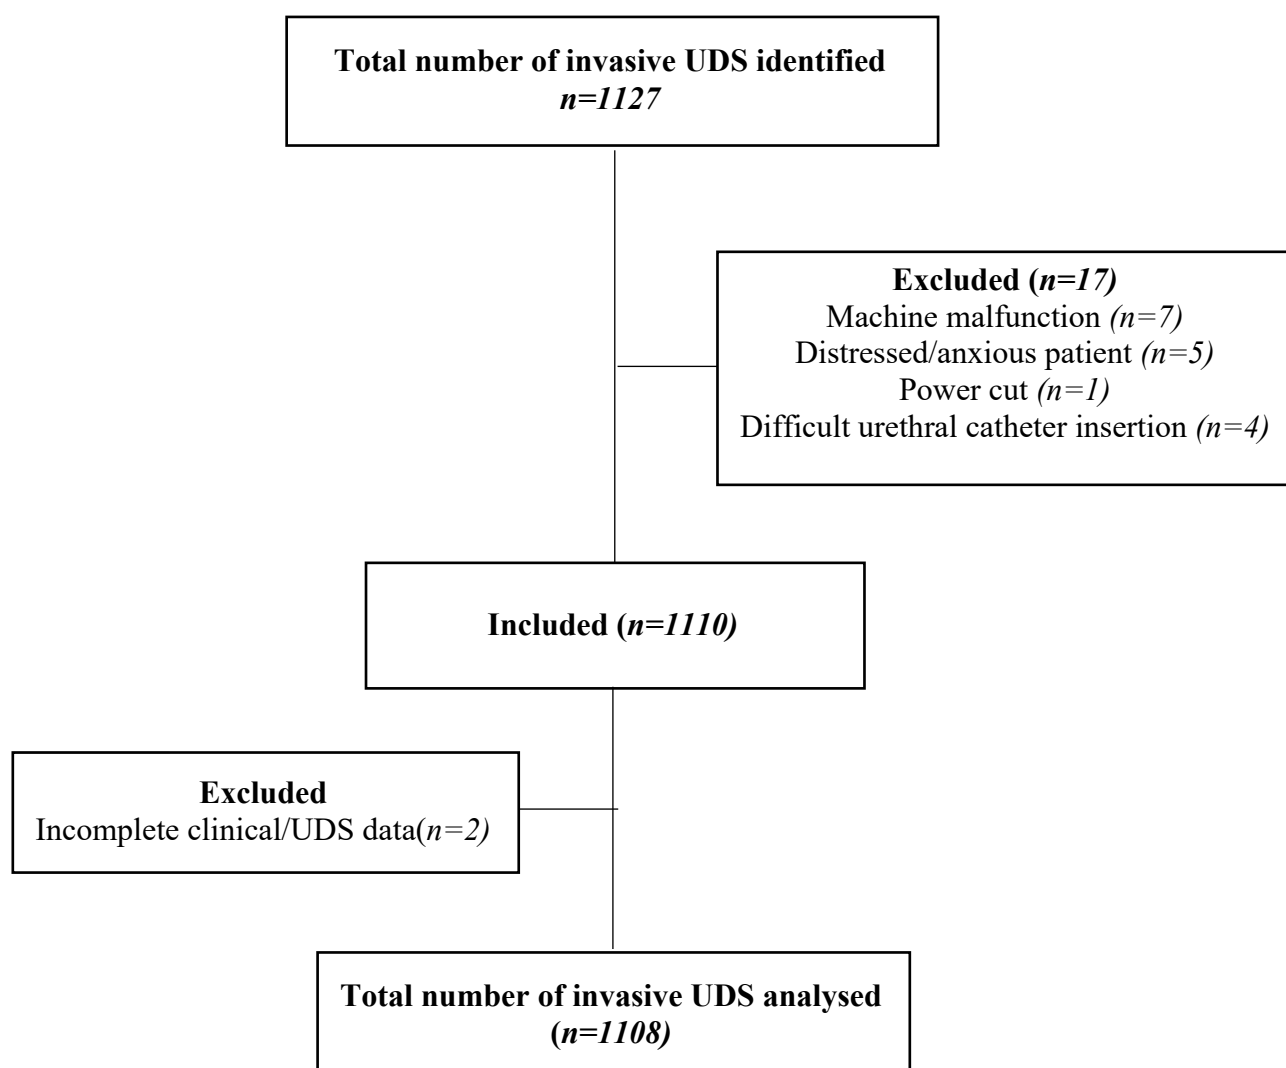 Total number of invasive UDS identified
n=1127
Excluded (n=17)
Machine malfunction (n=7)
Distressed/anxious patient (n=5)
Power cut (n=1)
Difficult urethral catheter insertion (n=4)
Included (n=1110)
Excluded
Incomplete clinical/UDS data(n=2)
Total number of invasive UDS analysed
(n=1108)